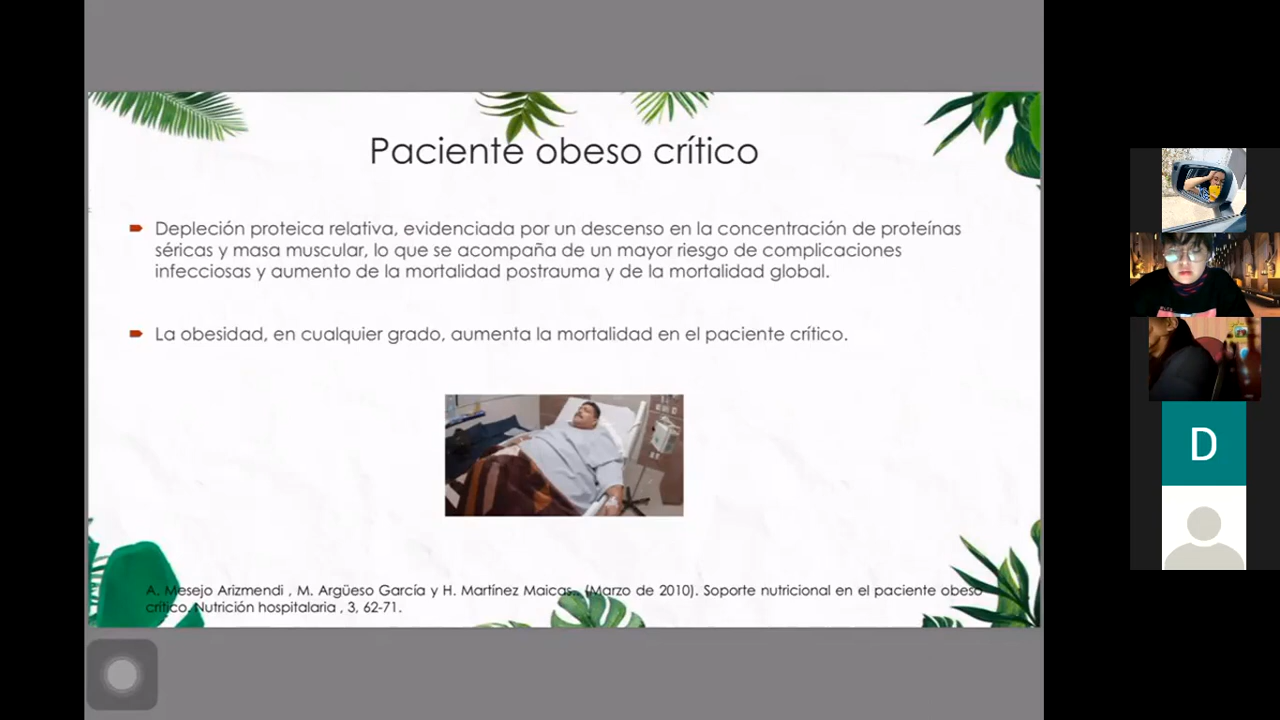 Paciente obeso crítico
Depleción proteica relativa, evidenciada por un descenso en la concentración de proteínas
séricas y masa muscular, lo que se acompaña de un mayor riesgo de complicaciones
infecciosas y aumento de la mortalidad postrauma y de la mortalidad global.
La obesidad, en cualquier grado, aumenta la mortalidad en el paciente crítico.
A. Mesejo Arizmendi , M. Argüeso García y H. Martínez Maicas,. (Marzo de 2010). Soporte nutricional en el paciente obeso
crítico. Nutrición hospitalaria , 3, 62-71.
D